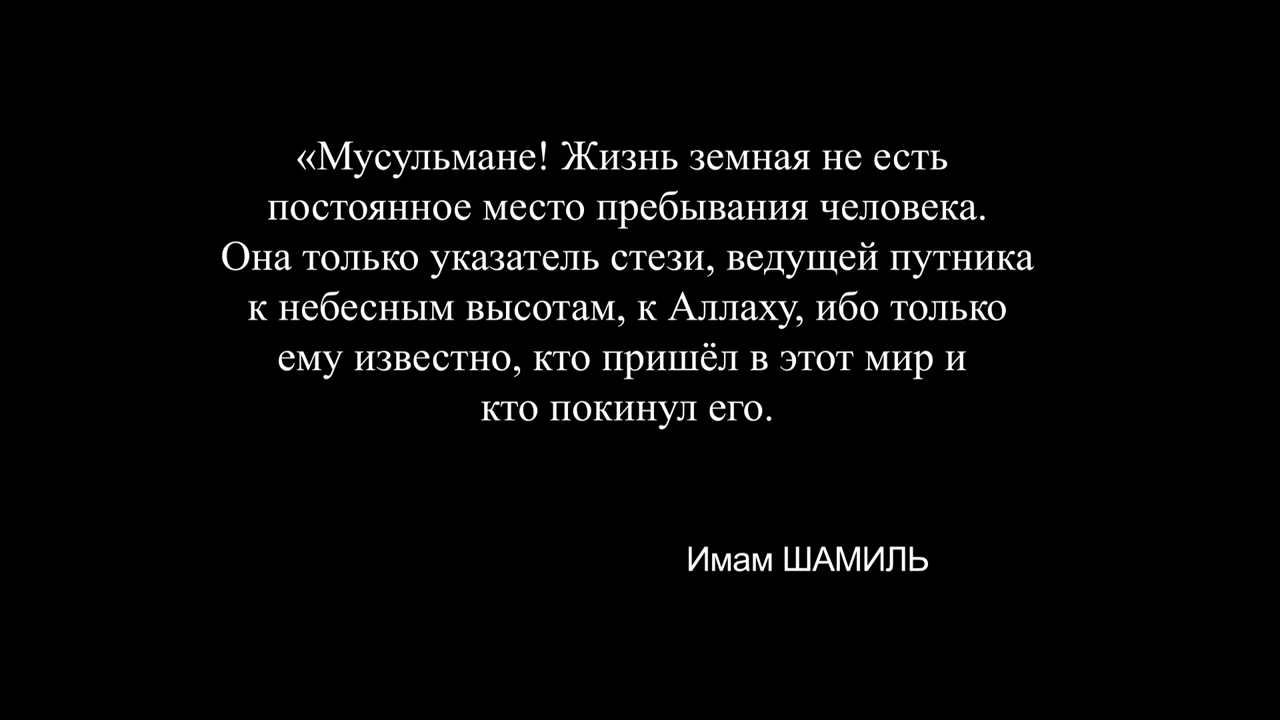 «Мусульмане! Жизнь земная не есть
постоянное место пребывания человека.
Она только указатель стези, ведущей путника
к небесным высотам, к Аллаху, ибо только
ему известно, кто пришёл в этот мир и
кто покинул его.
Имам ШАМИЛЬ